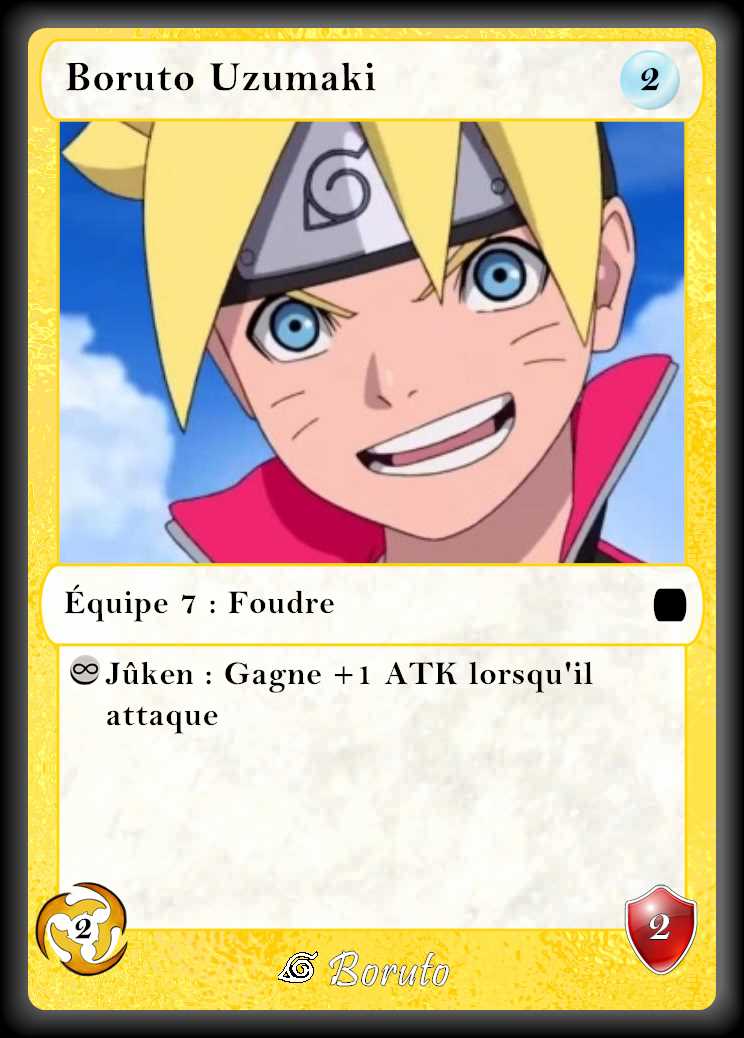 Boruto Uzumaki
2
Équipe 7 : Foudre
Jûken : Gagne +1 ATK lorsqu'il
attaque
2
2
Boruto